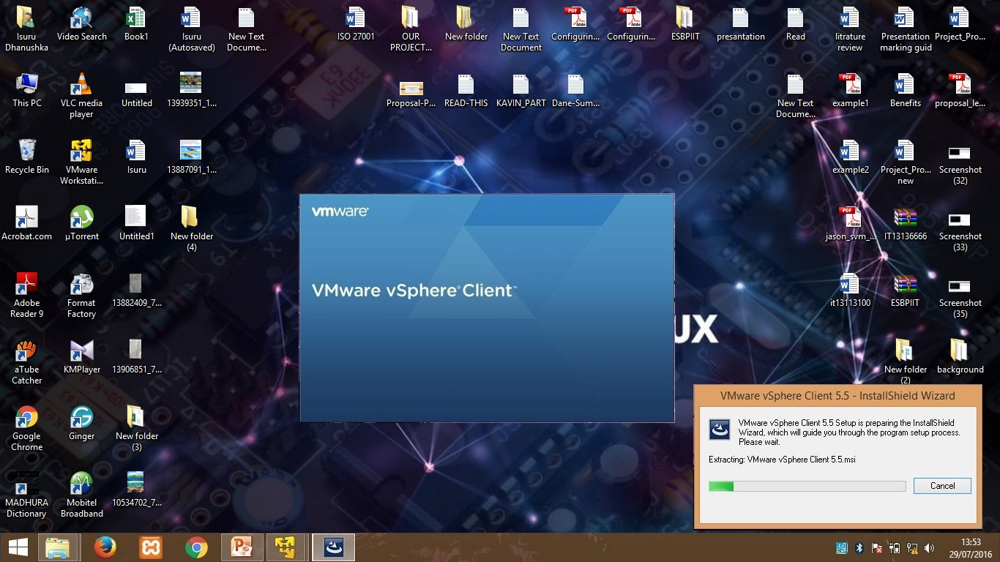 Isuru
Dhanushka
Video Search
Book1
Isuru
(Autosaved)
New Text
Docume...
ISO 27001
OUR
PROJECT...
New folder
New Text
Document
Configurin...
Configurin...
ESBPIIT
presantation
Read
litrature
review
Presentation
marking guid
Project_Pro...
This PC
VLC media
player
Untitled
13939351_1...
Proposal-P...
READ-THIS
KAVIN_PART
Dane-Sum...
New Text
Docume...
example1
Benefits
proposal_le...
Recycle Bin
VMware
Workstati...
Isuru
13887091_1...
example2
Project_Pro...
new
Screenshot
(32)
vmware®
VMware vSphere® Client™
Acrobat.com
µTorrent
Untitled1
New folder
(4)
jason_svm_...
IT13136666
Screenshot
(33)
Adobe
Reader 9
Format
Factory
13882409_7...
it13113100
ESBPIIT
Screenshot
(35)
UX
aTube
Catcher
KMPlayer
13906851_7...
New folder
(2)
background
Google
Chrome
Ginger
New folder
(3)
MADHURA
Dictionary
Mobitel
Broadband
10534702_7...
VMware vSphere Client 5.5 - InstallShield Wizard
VMware vSphere Client 5.5 Setup is preparing the InstallShield
Wizard, which will guide you through the program setup process.
Please wait.
Extracting: VMware vSphere Client 5.5.msi
Cancel
13:53
29/07/2016